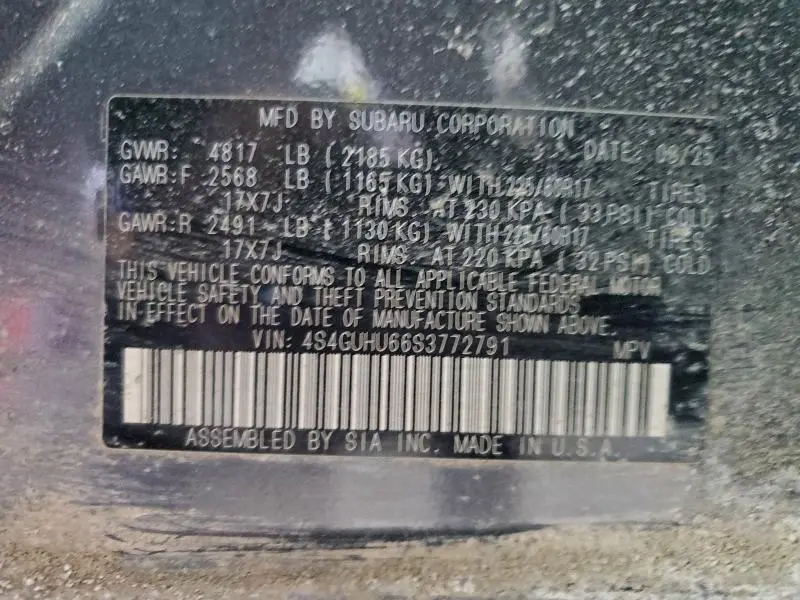 MFD BY SUBARU CORPORATION
GVWR: 4817 LB ( 2185 KG). DATE: 08/25
GAWR:F 2568 LB ( 1165 KG) WITH 225/60R17 TIRES
17X7J RIMS. AT 230 KPA ( 33 PSI) COLD
GAWR:R 2491 LB ( 1130 KG) WITH 225/60R17 TIRES
17X7J RIMS. AT 220 KPA ( 32 PSI) COLD
THIS VEHICLE CONFORMS TO ALL APPLICABLE FEDERAL MOTOR
VEHICLE SAFETY AND THEFT PREVENTION STANDARDS
IN EFFECT ON THE DATE OF MANUFACTURE SHOWN ABOVE.
VIN: 4S4GUHU66S3772791 MPV
ASSEMBLED BY SIA INC. MADE IN U.S.A.